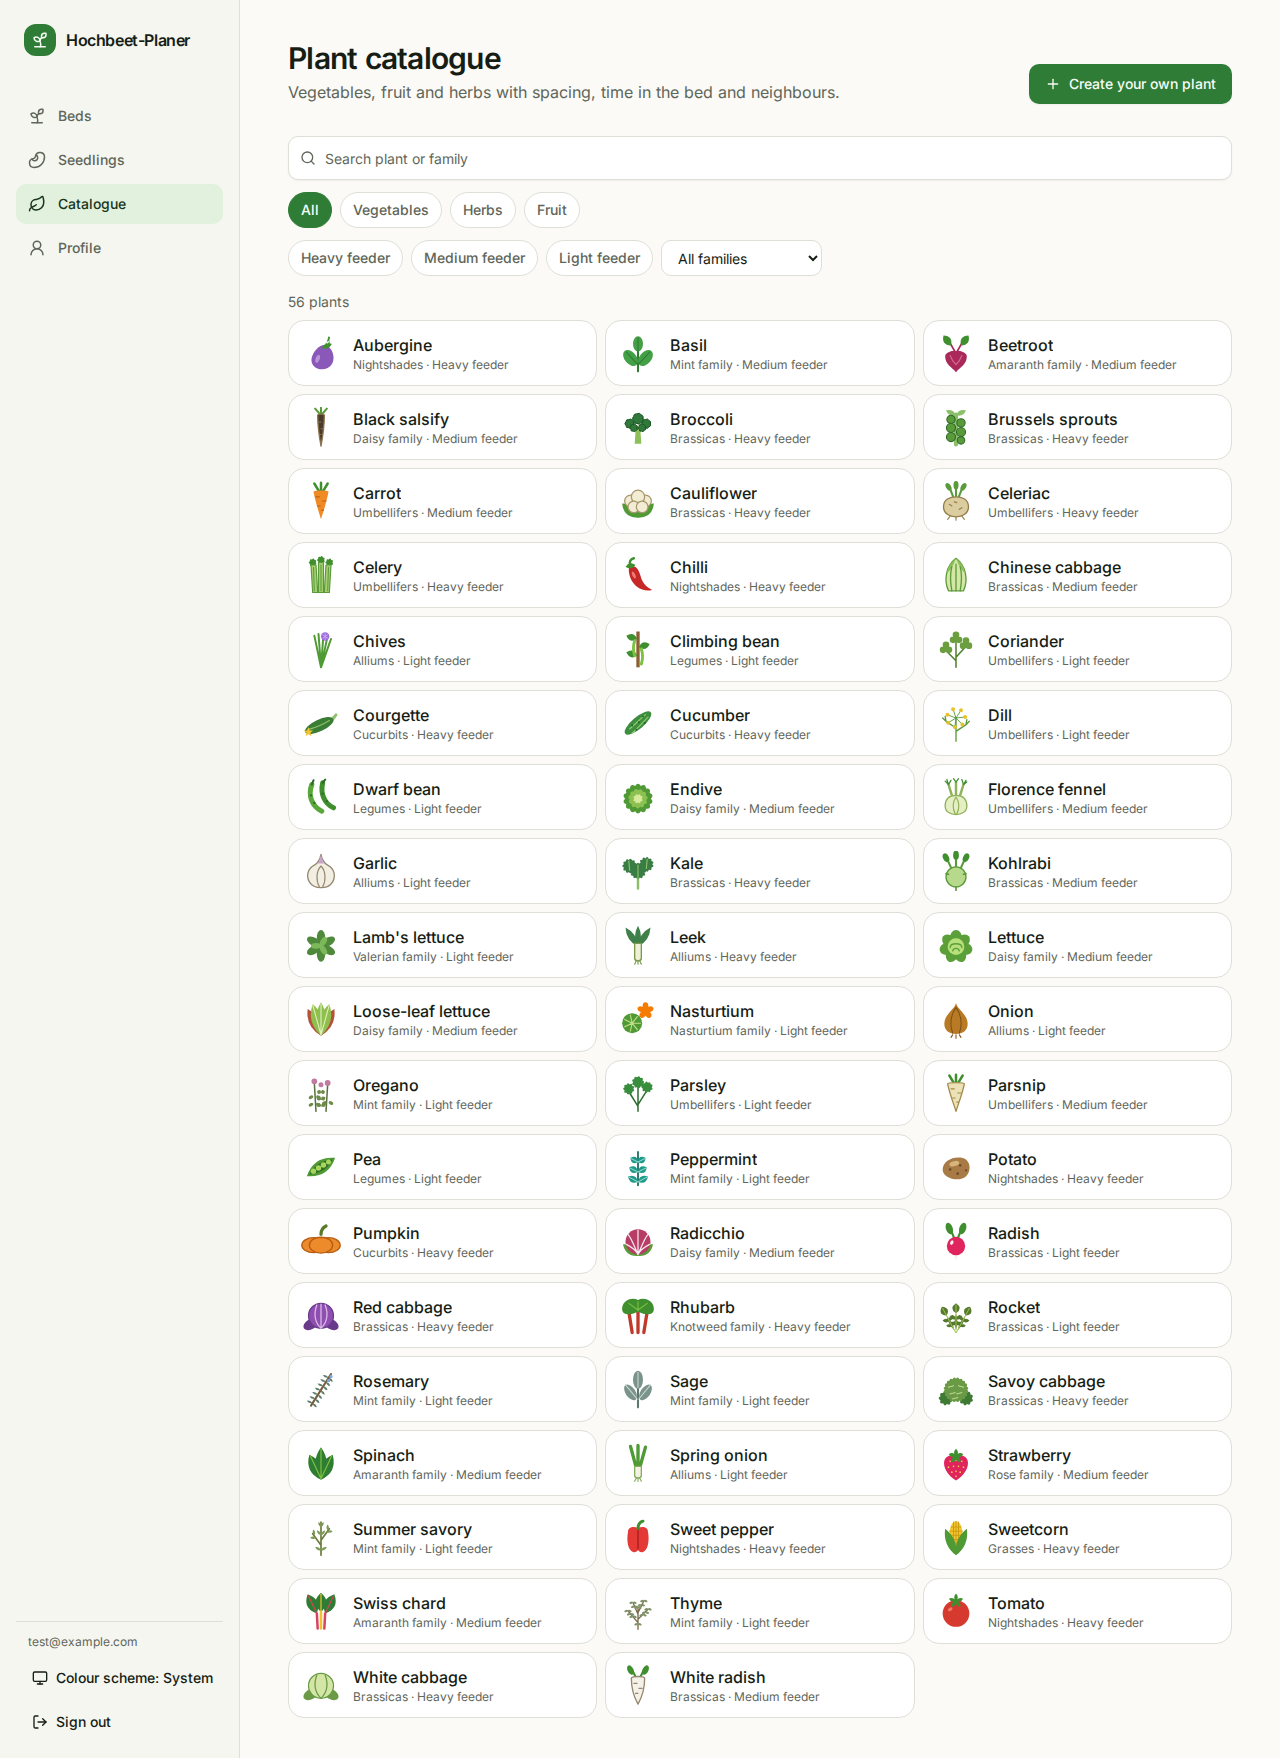 Hochbeet-Planer
Beds
Seedlings
Catalogue
Profile
test@example.com
Colour scheme: System
Sign out
Plant catalogue
Vegetables, fruit and herbs with spacing, time in the bed and neighbours.
Create your own plant
Search plant or family
All
Vegetables
Herbs
Fruit
Heavy feeder
Medium feeder
Light feeder
All families
56 plants
Aubergine
Nightshades · Heavy feeder
Basil
Mint family · Medium feeder
Beetroot
Amaranth family · Medium feeder
Black salsify
Daisy family · Medium feeder
Broccoli
Brassicas · Heavy feeder
Brussels sprouts
Brassicas · Heavy feeder
Carrot
Umbellifers · Medium feeder
Cauliflower
Brassicas · Heavy feeder
Celeriac
Umbellifers · Heavy feeder
Celery
Umbellifers · Heavy feeder
Chilli
Nightshades · Heavy feeder
Chinese cabbage
Brassicas · Medium feeder
Chives
Alliums · Light feeder
Climbing bean
Legumes · Light feeder
Coriander
Umbellifers · Light feeder
Courgette
Cucurbits · Heavy feeder
Cucumber
Cucurbits · Heavy feeder
Dill
Umbellifers · Light feeder
Dwarf bean
Legumes · Light feeder
Endive
Daisy family · Medium feeder
Florence fennel
Umbellifers · Medium feeder
Garlic
Alliums · Light feeder
Kale
Brassicas · Heavy feeder
Kohlrabi
Brassicas · Medium feeder
Lamb's lettuce
Valerian family · Light feeder
Leek
Alliums · Heavy feeder
Lettuce
Daisy family · Medium feeder
Loose-leaf lettuce
Daisy family · Medium feeder
Nasturtium
Nasturtium family · Light feeder
Onion
Alliums · Light feeder
Oregano
Mint family · Light feeder
Parsley
Umbellifers · Light feeder
Parsnip
Umbellifers · Medium feeder
Pea
Legumes · Light feeder
Peppermint
Mint family · Light feeder
Potato
Nightshades · Heavy feeder
Pumpkin
Cucurbits · Heavy feeder
Radicchio
Daisy family · Medium feeder
Radish
Brassicas · Light feeder
Red cabbage
Brassicas · Heavy feeder
Rhubarb
Knotweed family · Heavy feeder
Rocket
Brassicas · Light feeder
Rosemary
Mint family · Light feeder
Sage
Mint family · Light feeder
Savoy cabbage
Brassicas · Heavy feeder
Spinach
Amaranth family · Medium feeder
Spring onion
Alliums · Light feeder
Strawberry
Rose family · Medium feeder
Summer savory
Mint family · Light feeder
Sweet pepper
Nightshades · Heavy feeder
Sweetcorn
Grasses · Heavy feeder
Swiss chard
Amaranth family · Medium feeder
Thyme
Mint family · Light feeder
Tomato
Nightshades · Heavy feeder
White cabbage
Brassicas · Heavy feeder
White radish
Brassicas · Medium feeder